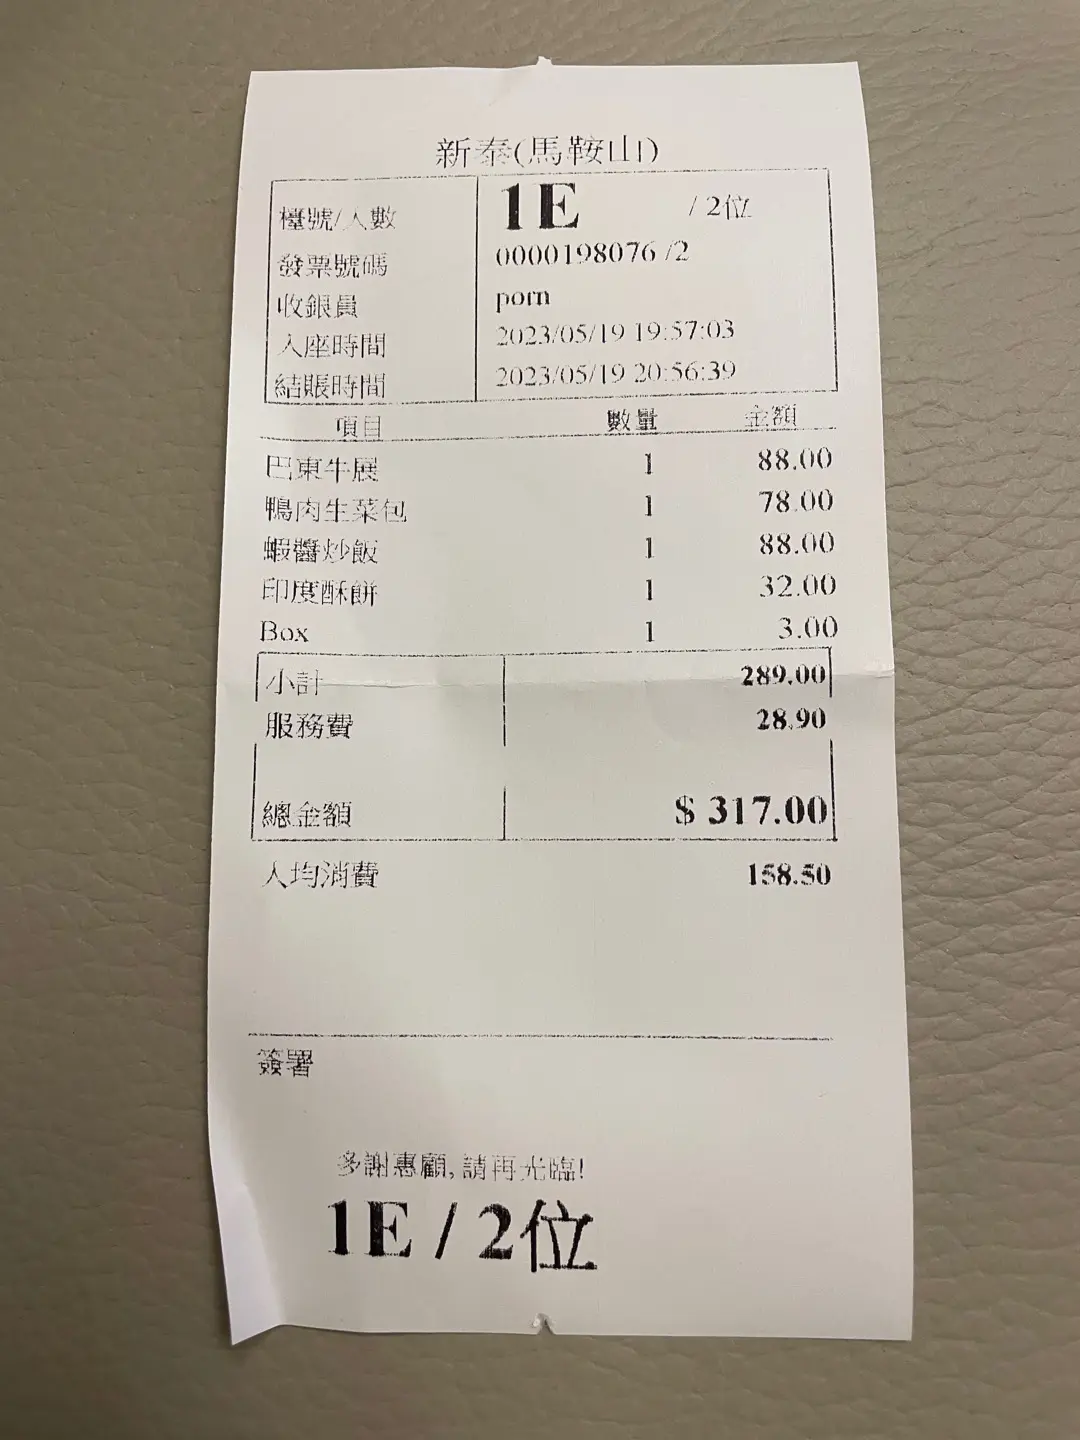 新泰(馬鞍山)
檯號/人數 1E / 2位
發票號碼 0000198076 /2
收銀員 porn
入座時間 2023/05/19 19:57:03
結賬時間 2023/05/19 20:56:39
項目 數量 金額
巴東牛展 1 88.00
鴨肉生菜包 1 78.00
蝦醬炒飯 1 88.00
印度酥餅 1 32.00
Box 1 3.00
小計 289.00
服務費 28.90
總金額 $ 317.00
人均消費 158.50
簽署
多謝惠顧, 請再光臨!
1E / 2位